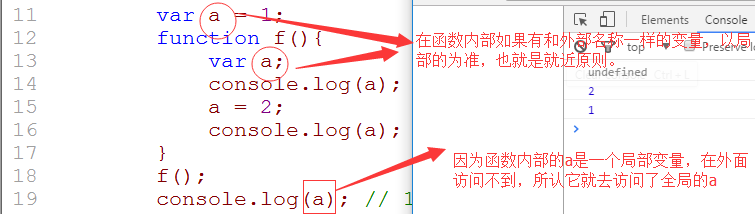 11 var a = 1;
12 function f(){
13 var a;
14 console.log(a);
15 a = 2;
16 console.log(a);
17 }
18 f();
19 console.log(a); // 1
在函数内部如果有和外部名称一样的变量，以局
部的为准，也就是就近原则。
因为函数内部的a是一个局部变量，在外面
访问不到，所认它就去访问了全局的a
Elements Console
top Preserve lo
undefined
2
1